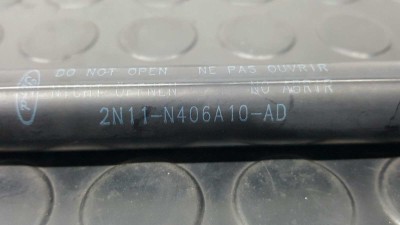 DO NOT OPEN NE PAS OUVRIR
NICHT OFFNEN NO ABRIR
2N11-N406A10-AD